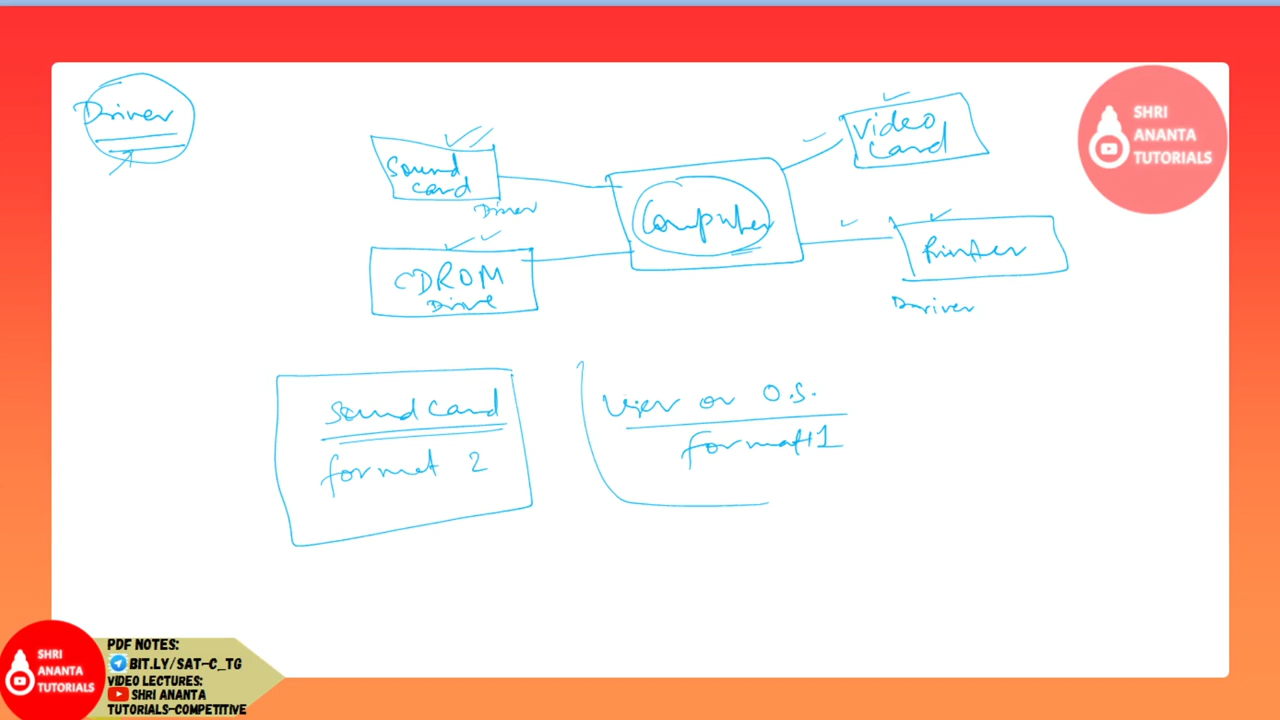 Driver
Sound
card
Driver
CDROM
Drive
Computer
Video
Card
Printer
Dariver
SHRI
ANANTA
TUTORIALS
Sound Card
format 2
User or O.S.
format 1
SHRI
ANANTA
TUTORIALS
PDF NOTES:
BIT.LY/SAT-C_TG
VIDEO LECTURES:
SHRI ANANTA
TUTORIALS-COMPETITIVE